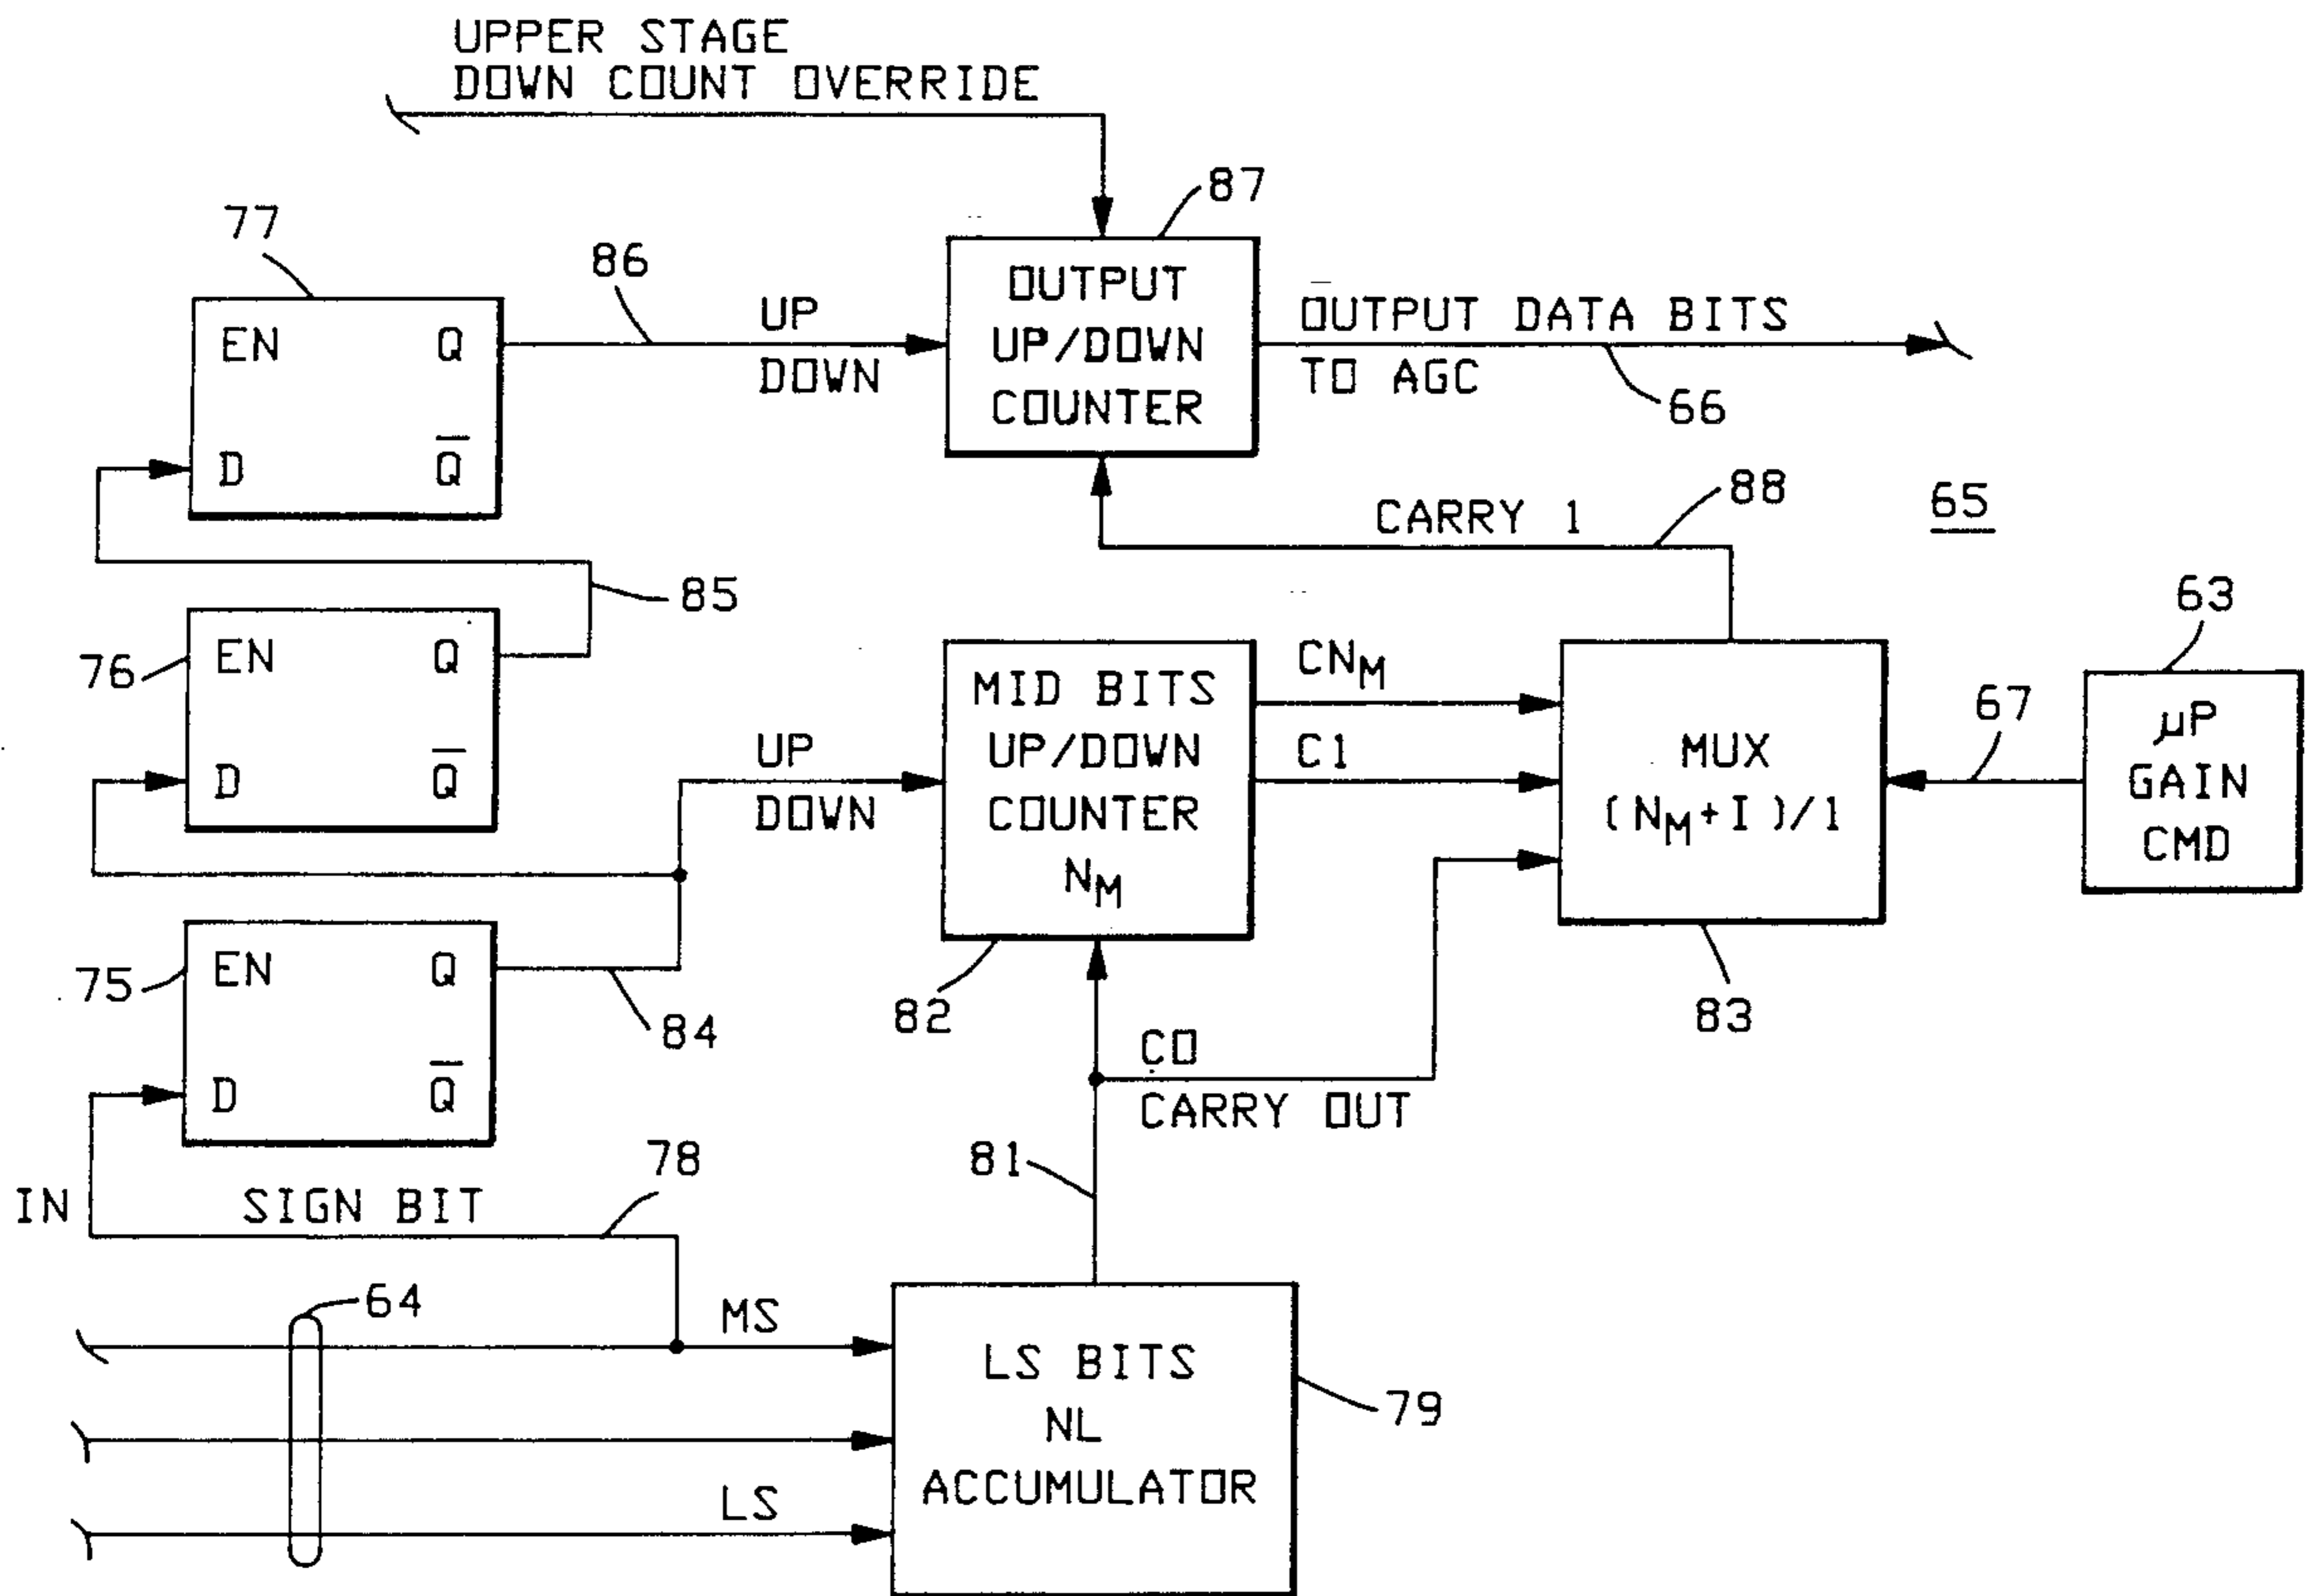 UPPER STAGE
DOWN COUNT OVERRIDE
87
77
86
UP
DOWN
EN Q
D Q̅
OUTPUT
UP/DOWN
COUNTER
OUTPUT DATA BITS
TO AGC
66
CARRY 1
88
65
85
63
76
EN Q
D Q̅
UP
DOWN
MID BITS
UP/DOWN
COUNTER
N_M
CN_M
C1
MUX
(N_M+I)/1
67
μP
GAIN
CMD
75
EN Q
D Q̅
84
82
83
CO
CARRY OUT
81
78
IN
SIGN BIT
64
MS
LS
LS BITS
NL
ACCUMULATOR
79